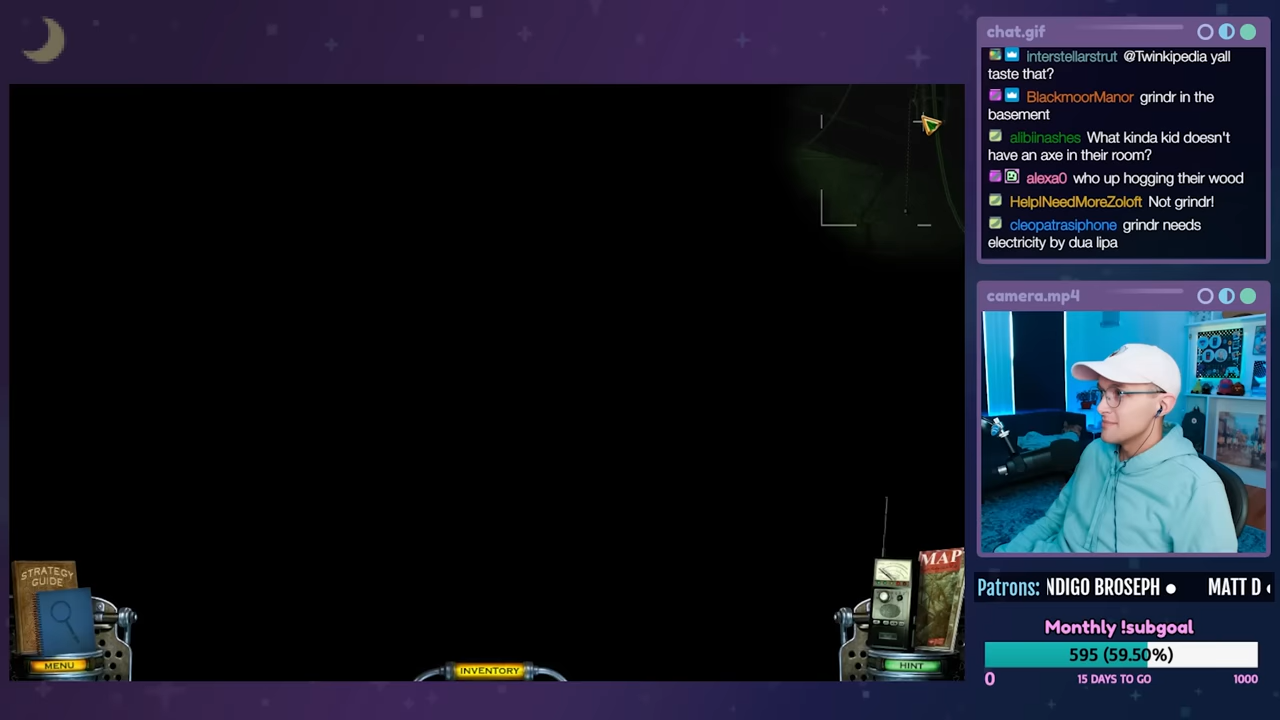 chat.gif
interstellarstrut @Twinkipedia yall
taste that?
BlackmoorManor grindr in the
basement
alibiinashes What kinda kid doesn't
have an axe in their room?
alexa0 who up hogging their wood
HelpINeedMoreZoloft Not grindr!
cleopatrasiphone grindr needs
electricity by dua lipa
camera.mp4
STRATEGY
GUIDE
MENU
INVENTORY
MAP
HINT
Patrons: NDIGO BROSEPH ● MATT D
Monthly !subgoal
595 (59.50%)
0 15 DAYS TO GO 1000